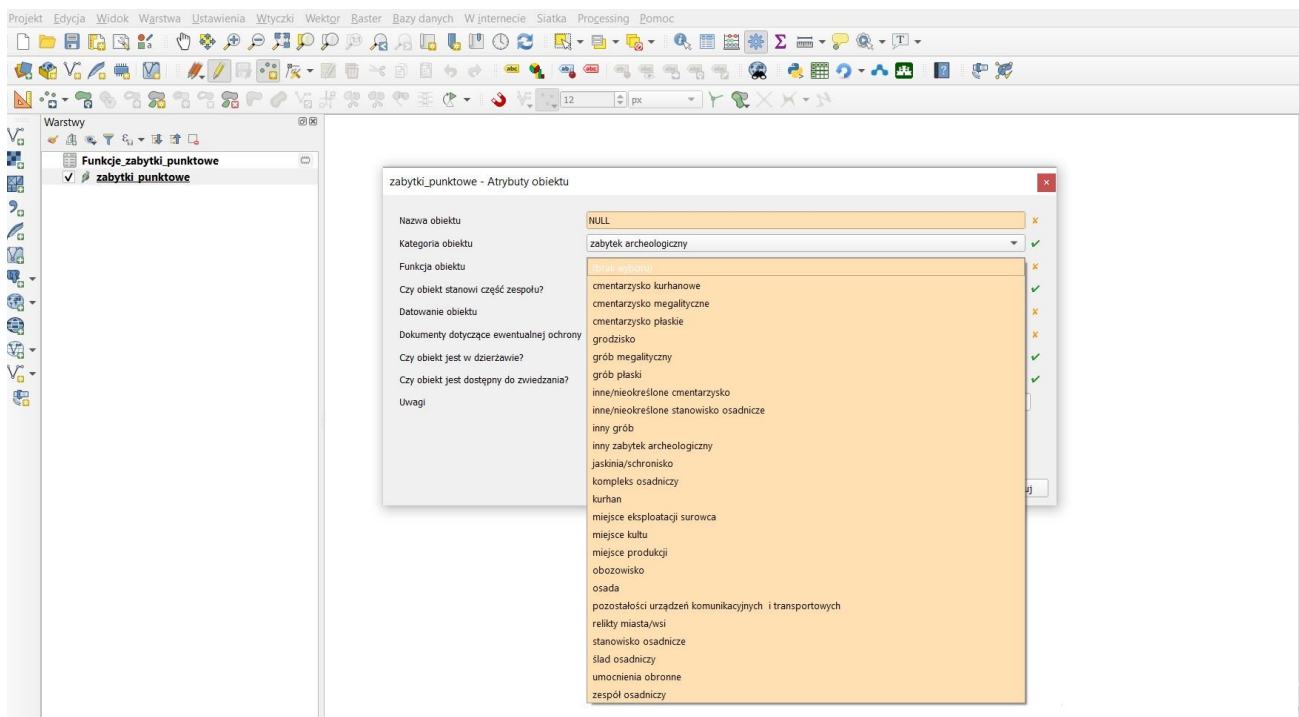 Projekt Edycja Widok Warstwa Ustawienia Wtyczki Wektor Raster Bazy danych W internecie Siatka Processing Pomoc
12 px
Warstwy
Funkcje_zabytki_punktowe
zabytki_punktowe
zabytki_punktowe - Atrybuty obiektu
Nazwa obiektu NULL
Kategoria obiektu zabytek archeologiczny
Funkcja obiektu (brak wyboru)
Czy obiekt stanowi część zespołu?
Datowanie obiektu
Dokumenty dotyczące ewentualnej ochrony
Czy obiekt jest w dzierżawie?
Czy obiekt jest dostępny do zwiedzania?
Uwagi
cmentarzysko kurhanowe
cmentarzysko megalityczne
cmentarzysko płaskie
grodzisko
grób megalityczny
grób płaski
inne/nieokreślone cmentarzysko
inne/nieokreślone stanowisko osadnicze
inny grób
inny zabytek archeologiczny
jaskinia/schronisko
kompleks osadniczy
kurhan
miejsce eksploatacji surowca
miejsce kultu
miejsce produkcji
obozowisko
osada
pozostałości urządzeń komunikacyjnych i transportowych
relikty miasta/wsi
stanowisko osadnicze
ślad osadniczy
umocnienia obronne
zespół osadniczy
uj